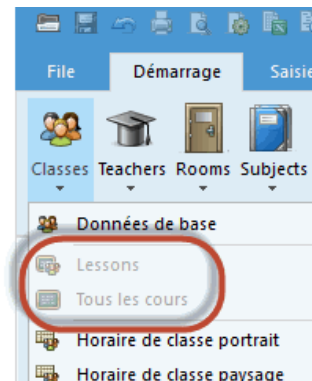 File Démarrage Saisie
Classes Teachers Rooms Subjects
Données de base
Lessons
Tous les cours
Horaire de classe portrait
Horaire de classe paysage